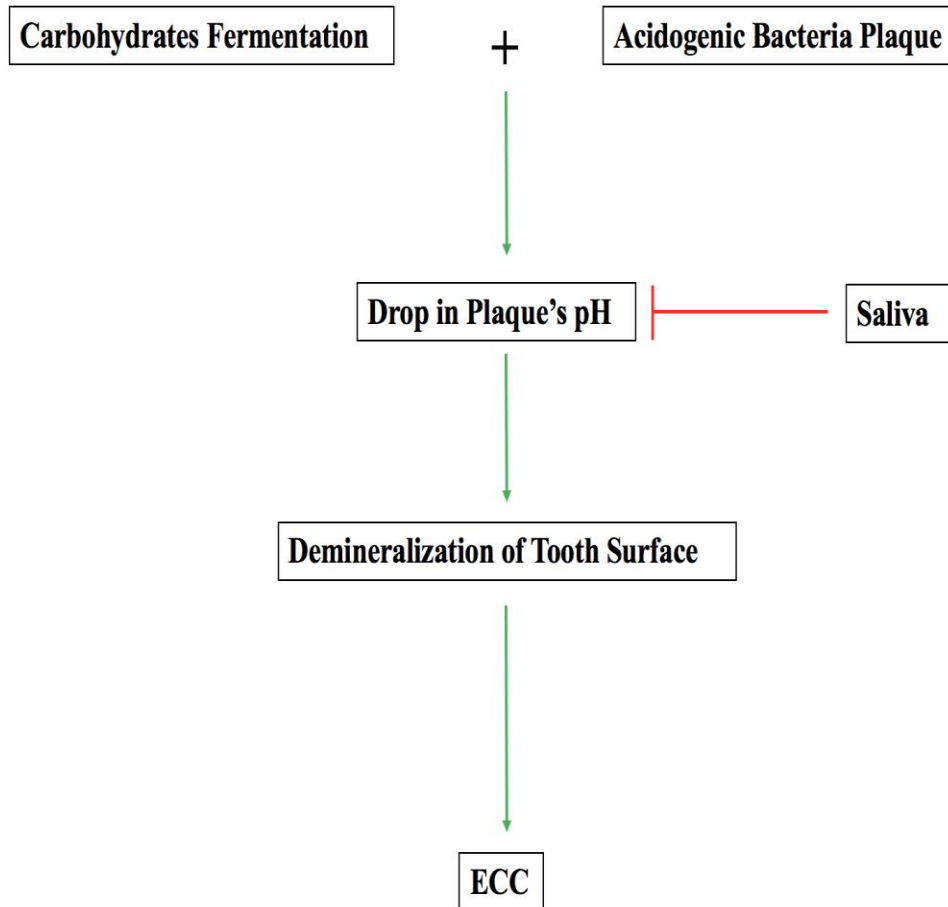 Carbohydrates Fermentation + Acidogenic Bacteria Plaque
Drop in Plaque’s pH
Saliva
Demineralization of Tooth Surface
ECC